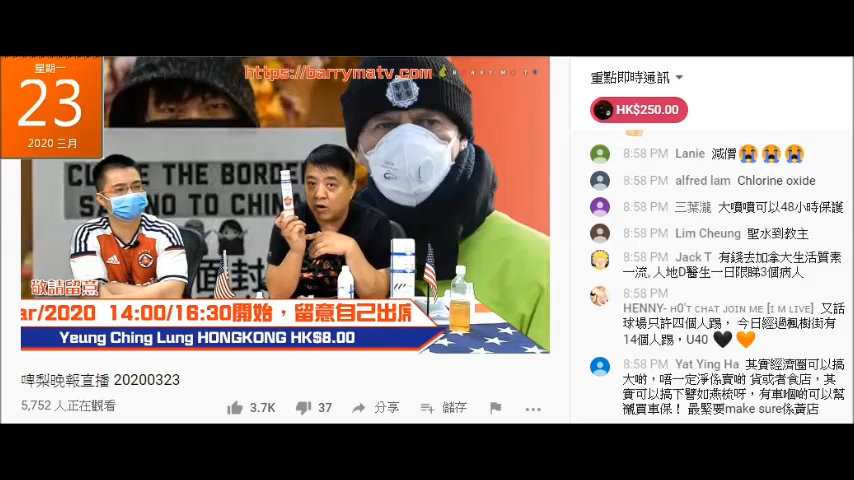 星期一
23
2020 三月
https://barrymatv.com
BARRYMATV
CLOSE THE BORDER
SAY NO TO CHINA
面封
敬請留意
ar/2020 14:00/16:30開始，留意自己出席
Yeung Ching Lung HONGKONG HK$8.00
啤梨晚報直播 20200323
5,752 人正在觀看
3.7K
37
分享
儲存
重點即時通訊
HK$250.00
8:58 PM Lanie 減價😭😭😭
8:58 PM alfred lam Chlorine oxide
8:58 PM 三葉瀧 大噴噴可以48小時保護
8:58 PM Lim Cheung 聖水到教主
8:58 PM Jack T 有錢去加拿大生活質素
一流, 人地D醫生一日限睇3個病人
8:58 PM
HENNY- ʜ0'ᴛ ᴄʜᴀᴛ ᴊᴏɪɴ ᴍᴇ [ɪ ᴍ ʟɪᴠᴇ] 又話
球場只許四個人踢， 今日經過楓樹街有
14個人踢，U40 🖤 🧡
8:58 PM Yat Ying Ha 其實經濟圈可以搞
大啲，唔一定淨係賣啲 貨或者食店，其
實可以搞下譬如燕梳呀，有車嗰啲可以幫
襯買車保！ 最緊要make sure係黃店